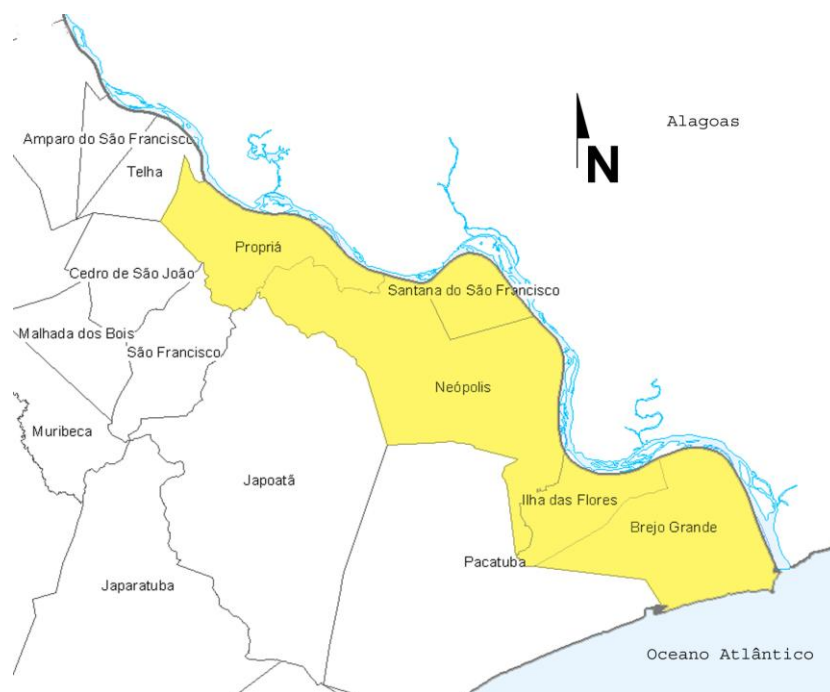 Alagoas
Amparo do São Francisco
N
Telha
Propriá
Cedro de São João
Santana do São Francisco
Malhada dos Bois
São Francisco
Neópolis
Muribeca
Japoatã
Ilha das Flores
Brejo Grande
Pacatuba
Japaratuba
Oceano Atlântico